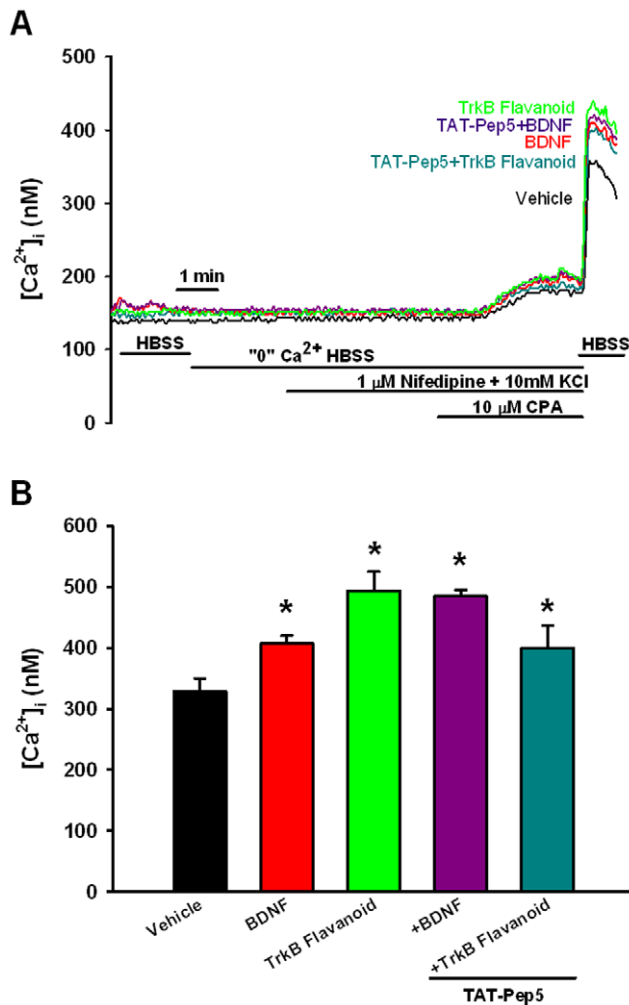 A
500
400
300
200
100
0
[Ca²⁺]ᵢ (nM)
TrkB Flavanoid
TAT-Pep5+BDNF
BDNF
TAT-Pep5+TrkB Flavanoid
Vehicle
1 min
HBSS
"0" Ca²⁺ HBSS
HBSS
1 μM Nifedipine + 10mM KCl
10 μM CPA
B
600
500
400
300
200
100
0
[Ca²⁺]ᵢ (nM)
* * * *
Vehicle
BDNF
TrkB Flavanoid
+BDNF
+TrkB Flavanoid
TAT-Pep5